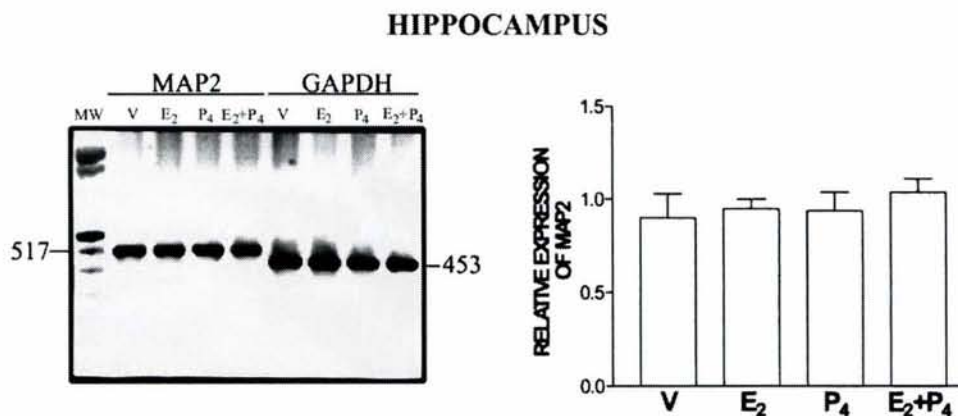 HIPPOCAMPUS
MAP2 GAPDH
MW V E₂ P₄ E₂+P₄ V E₂ P₄ E₂+P₄
517
453
RELATIVE EXPRESSION
OF MAP2
1.5
1.0
0.5
0.0
V E₂ P₄ E₂+P₄